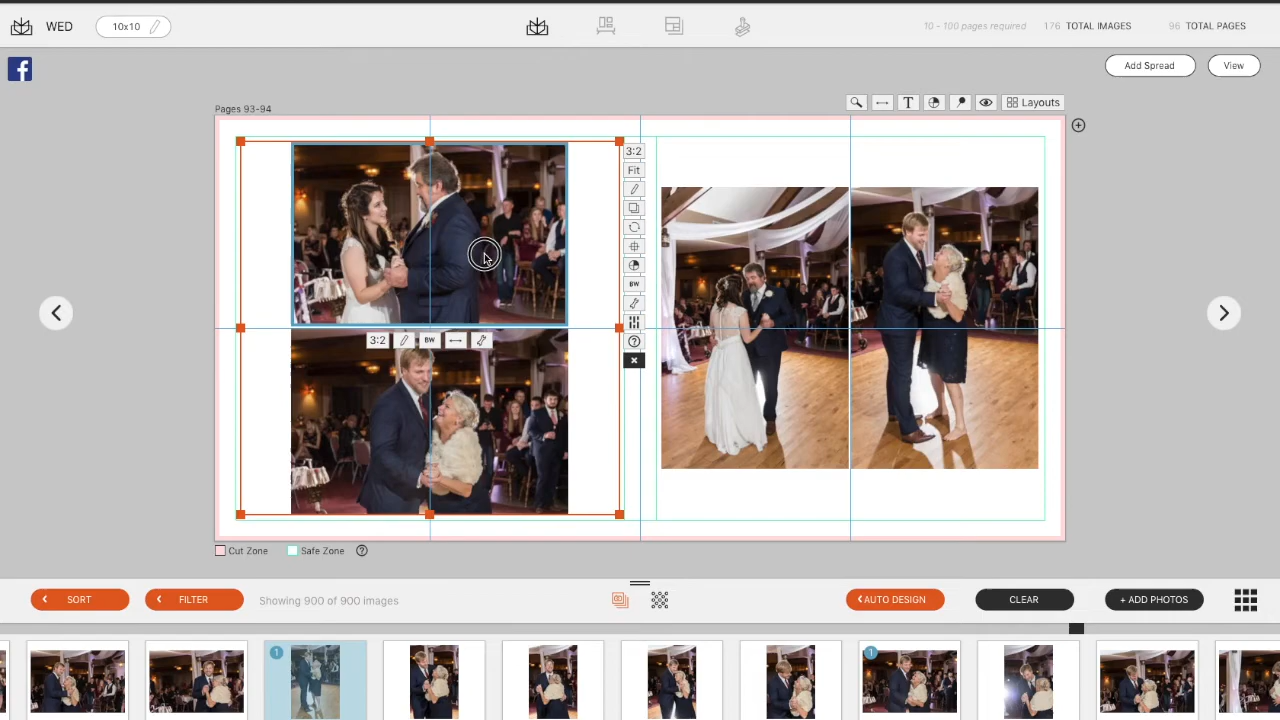 WED
10x10
10 - 100 pages required
176 TOTAL IMAGES
96 TOTAL PAGES
f
Add Spread
View
Pages 93-94
T
Layouts
3:2
Fit
BW
3:2
BW
Cut Zone
Safe Zone
SORT
FILTER
Showing 900 of 900 images
AUTO DESIGN
CLEAR
+ ADD PHOTOS
1
1